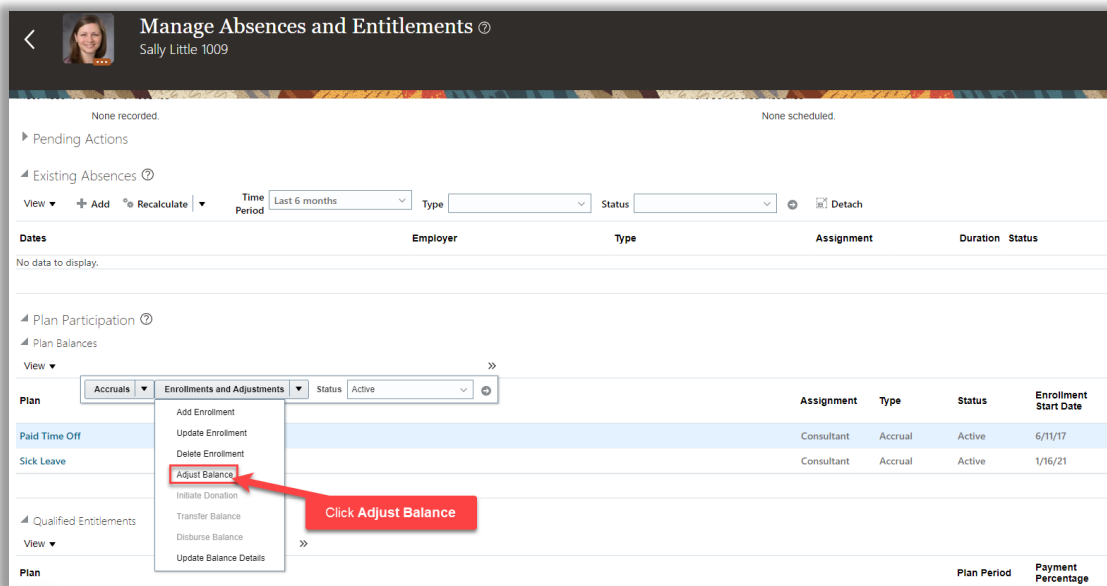 Manage Absences and Entitlements
Sally Little 1009
None recorded. None scheduled.
Pending Actions
Existing Absences
View Add Recalculate Time Period Last 6 months Type Status Detach
Dates Employer Type Assignment Duration Status
No data to display.
Plan Participation
Plan Balances
View »
Accruals Enrollments and Adjustments Status Active
Plan Assignment Type Status Enrollment Start Date
Add Enrollment
Paid Time Off Update Enrollment Consultant Accrual Active 6/11/17
Sick Leave Delete Enrollment Consultant Accrual Active 1/16/21
Adjust Balance
Initiate Donation
Click Adjust Balance
Qualified Entitlements Transfer Balance
View Disburse Balance »
Update Balance Details
Plan Plan Period Payment Percentage